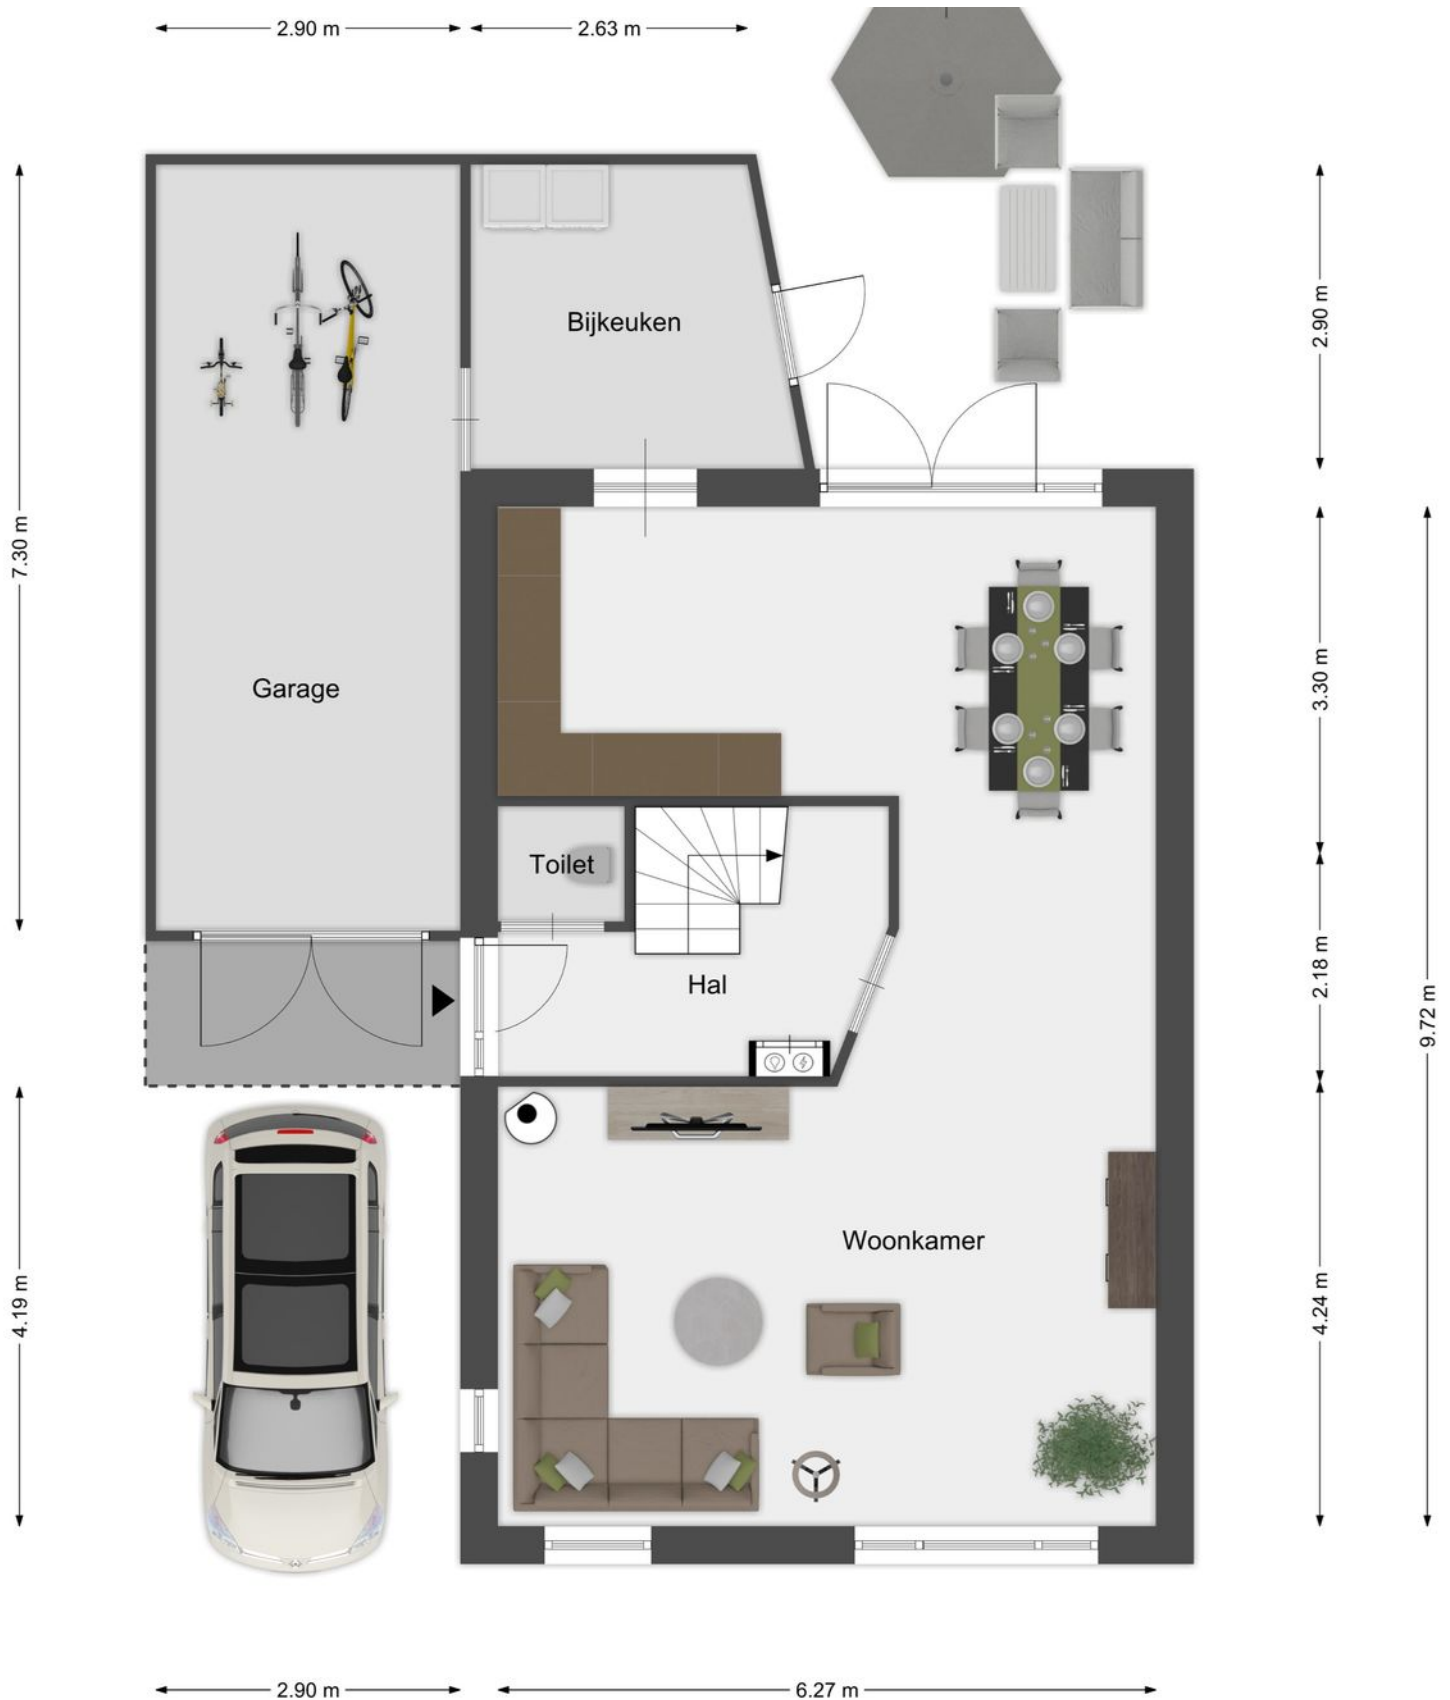 2.90 m
2.63 m
Bijkeuken
2.90 m
7.30 m
Garage
3.30 m
Toilet
Hal
2.18 m
9.72 m
Woonkamer
4.19 m
4.24 m
2.90 m
6.27 m